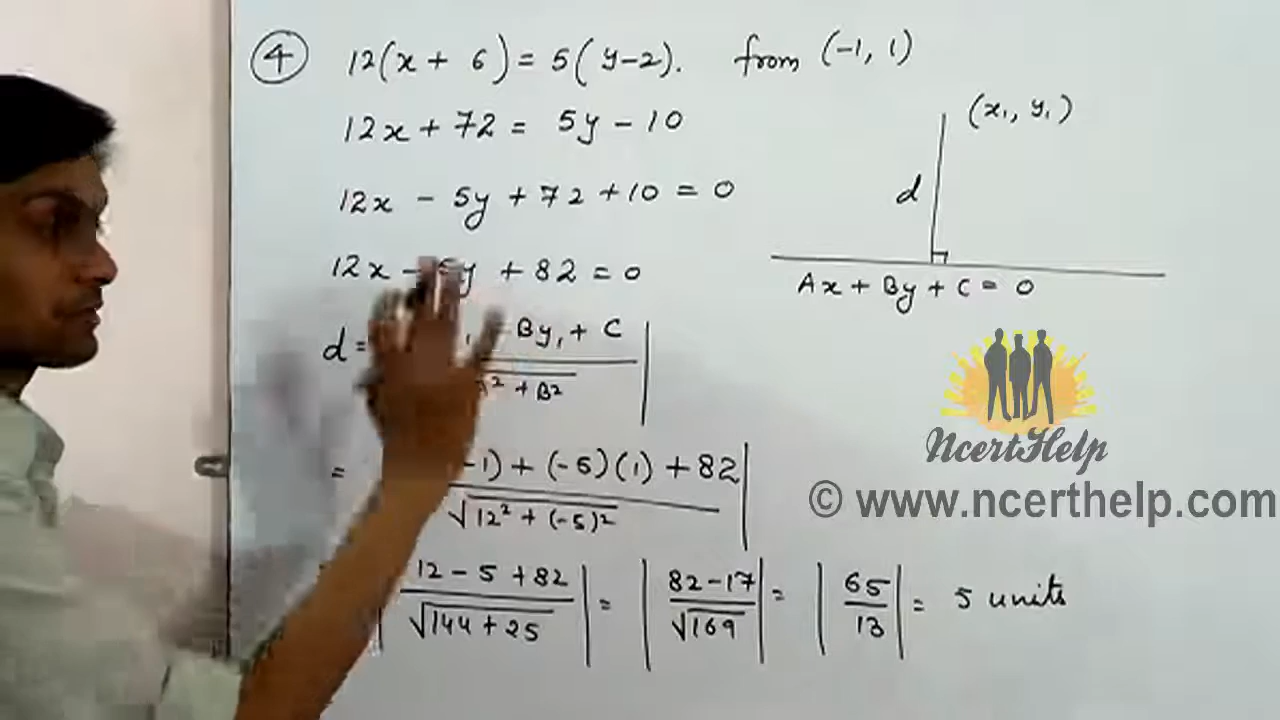 ④ 12(x + 6) = 5(y-2). from (-1, 1)
12x + 72 = 5y - 10
(x₁, y₁)
12x - 5y + 72 + 10 = 0
d
12x - 5y + 82 = 0
Ax + By + C = 0
d = By₁ + C
A² + B²
NcertHelp
= -1) + (-5)(1) + 82
© www.ncerthelp.com
√12² + (-5)²
12 - 5 + 82 | = | 82 - 17 | = | 65 | = 5 units
√144 + 25 √169 13